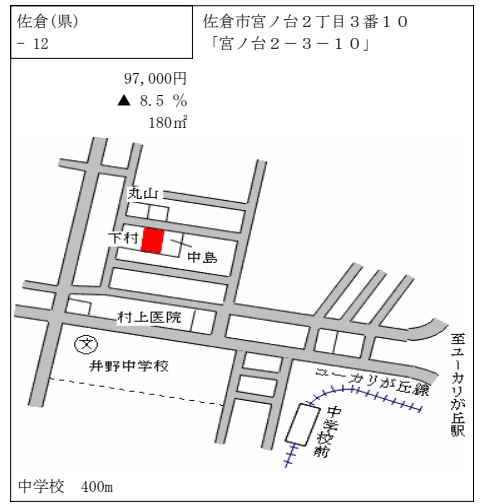 佐倉(県)
- 12
佐倉市宮ノ台２丁目３番１０
「宮ノ台２－３－１０」
97,000円
▲ 8.5 %
180㎡
丸山
下村
中島
村上医院
文
井野中学校
ユーカリが丘線
至ユーカリが丘駅
中学校前
中学校 400m